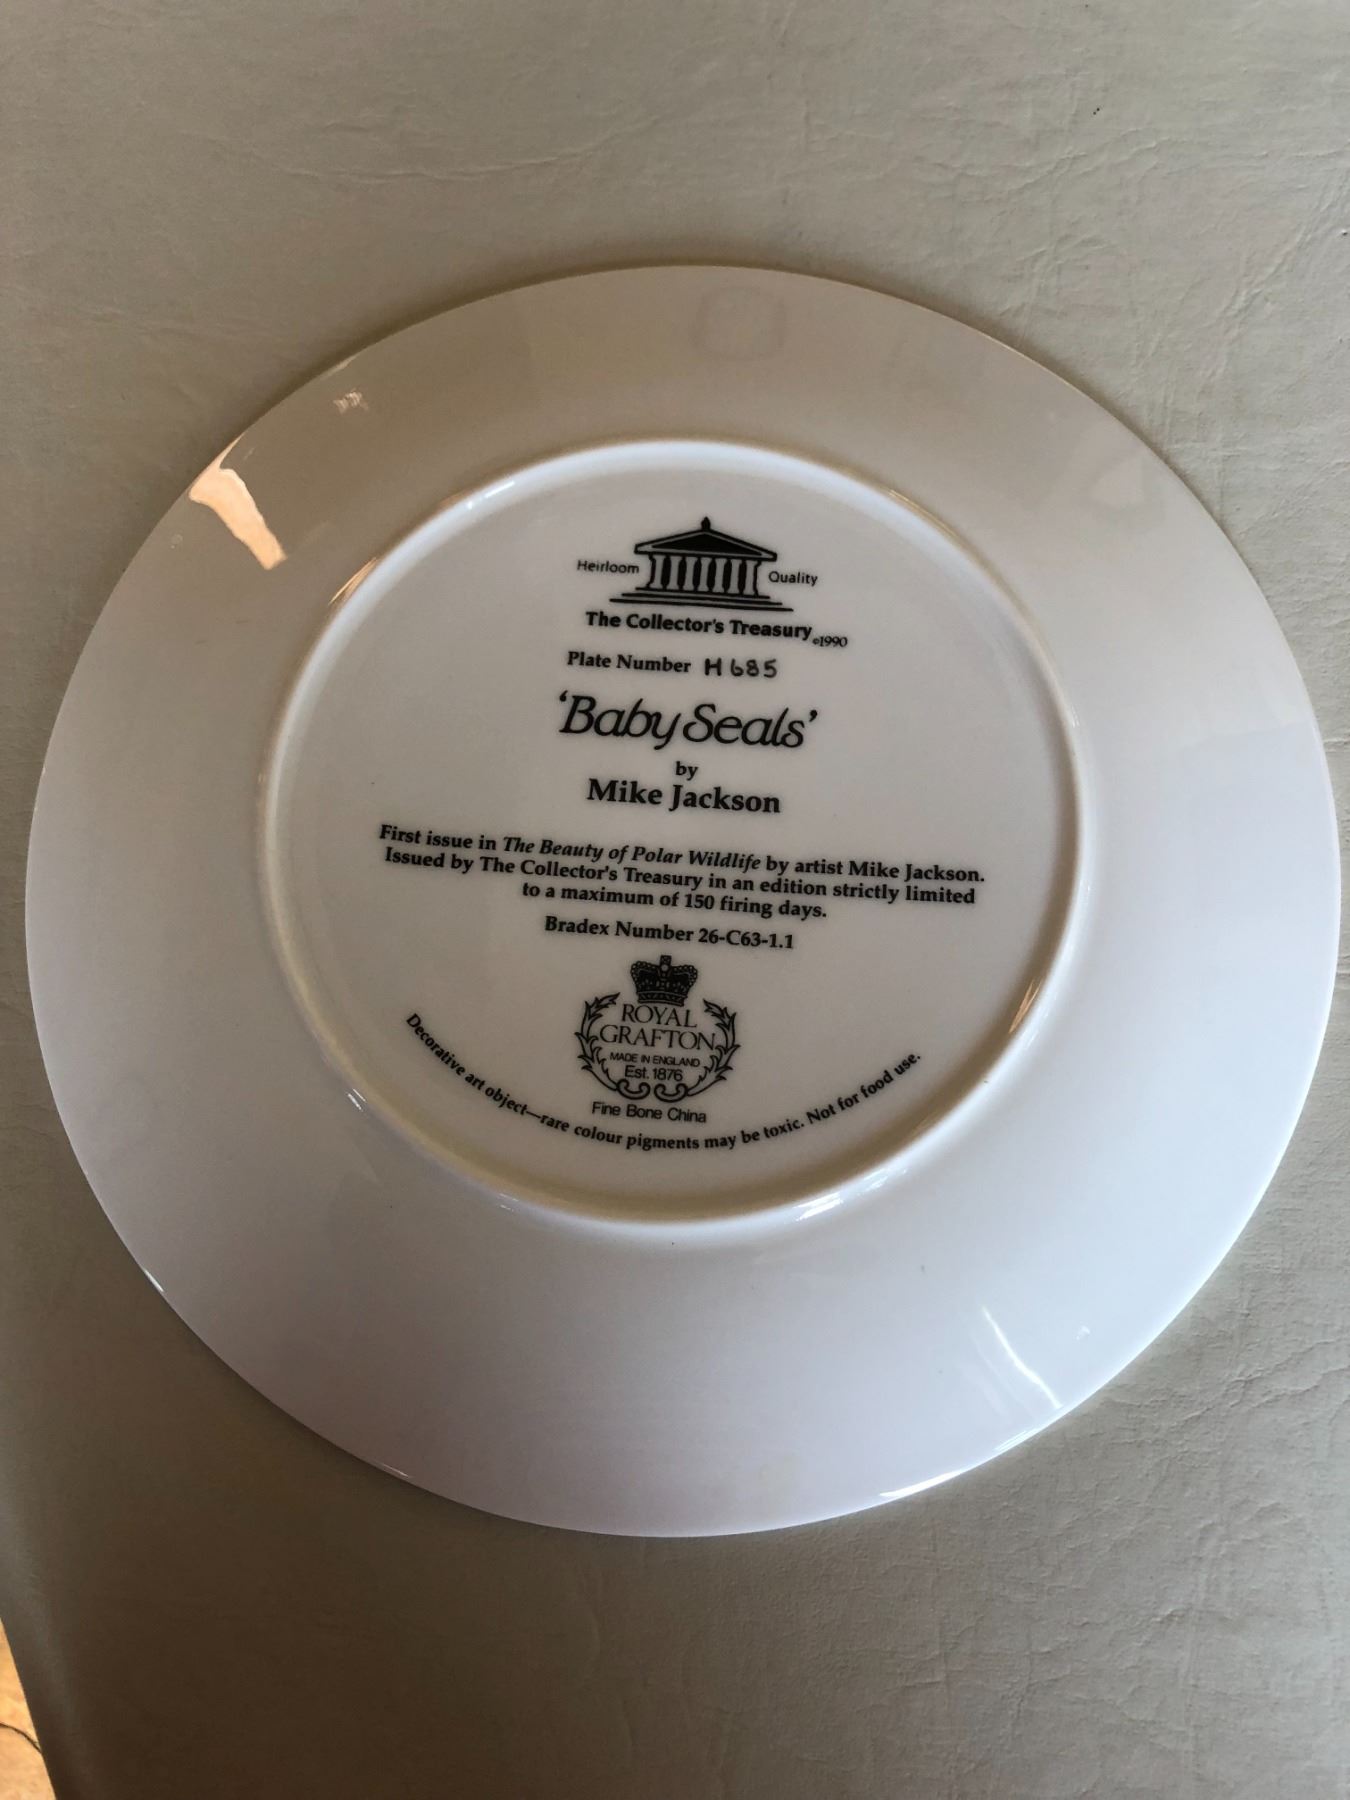 Heirloom Quality
The Collector's Treasury ©1990
Plate Number H685
'Baby Seals'
by
Mike Jackson
First issue in The Beauty of Polar Wildlife by artist Mike Jackson.
Issued by The Collector's Treasury in an edition strictly limited
to a maximum of 150 firing days.
Bradex Number 26-C63-1.1
ROYAL
GRAFTON
MADE IN ENGLAND
Est. 1876
Fine Bone China
Decorative art object—rare colour pigments may be toxic. Not for food use.